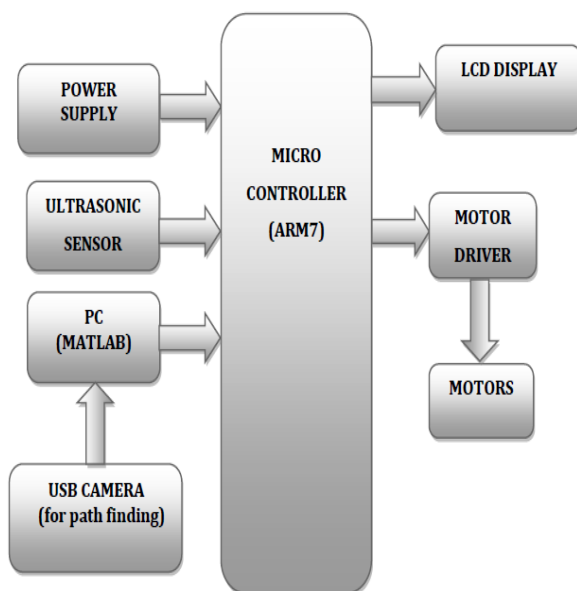 POWER
SUPPLY
ULTRASONIC
SENSOR
PC
(MATLAB)
USB CAMERA
(for path finding)
MICRO
CONTROLLER
(ARM7)
LCD DISPLAY
MOTOR
DRIVER
MOTORS